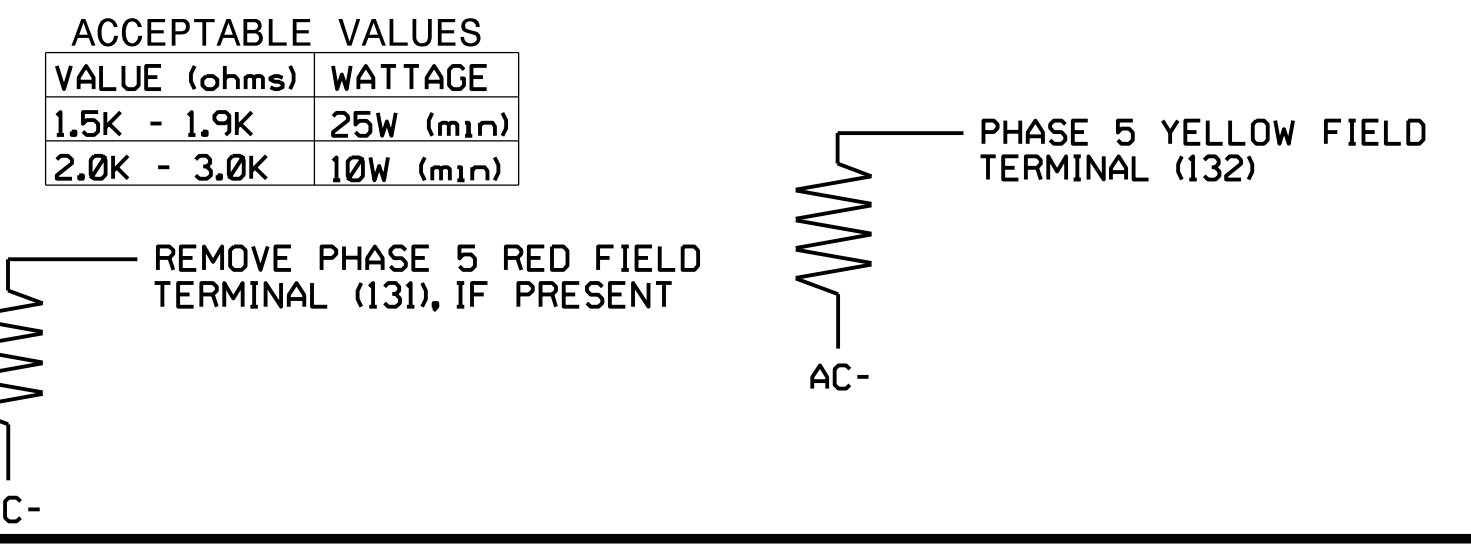 ACCEPTABLE VALUES
VALUE (ohms) WATTAGE
1.5K - 1.9K 25W (min)
2.0K - 3.0K 10W (min)
PHASE 5 YELLOW FIELD
TERMINAL (132)
AC-
REMOVE PHASE 5 RED FIELD
TERMINAL (131), IF PRESENT
C-